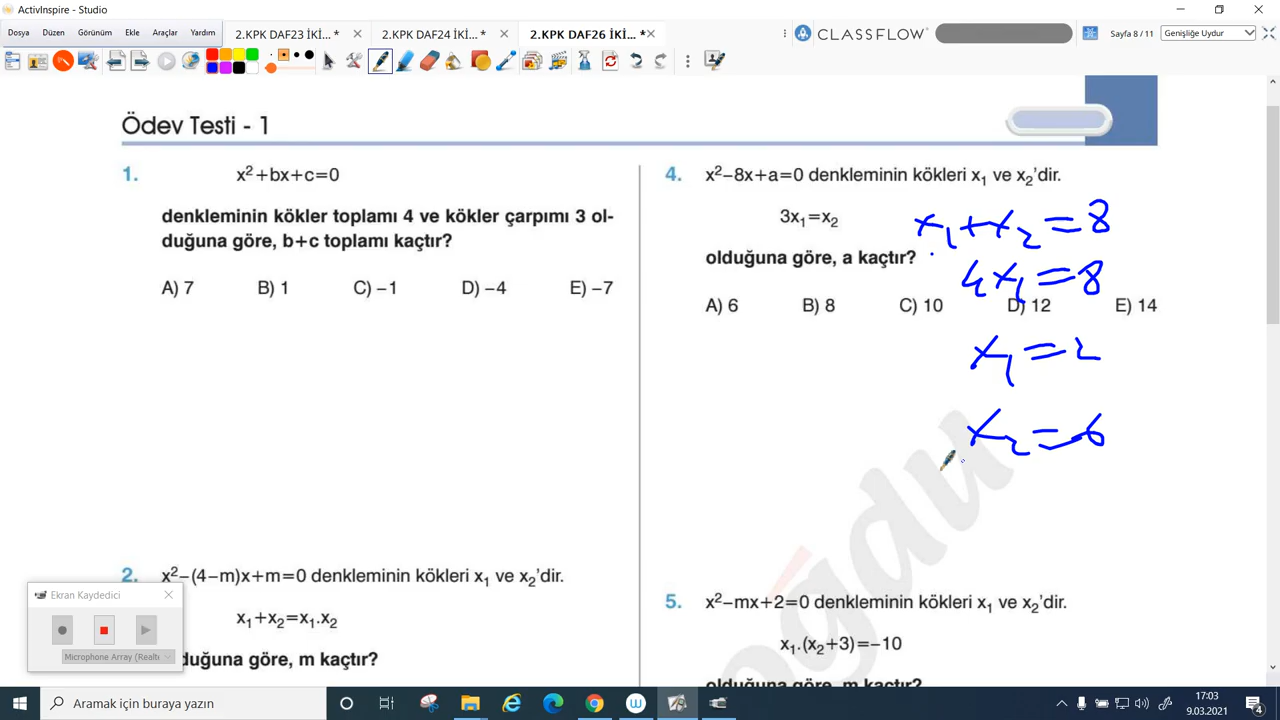 ActivInspire - Studio
Dosya Düzen Görünüm Ekle Araçlar Yardım
2.KPK DAF23 İKİ... * 2.KPK DAF24 İKİ... * 2.KPK DAF26 İKİ... *
CLASSFLOW
Sayfa 8 / 11
Genişliğe Uydur
Ödev Testi - 1
1. x²+bx+c=0
denkleminin kökler toplamı 4 ve kökler çarpımı 3 ol-
duğuna göre, b+c toplamı kaçtır?
A) 7 B) 1 C) −1 D) −4 E) −7
2. x²−(4−m)x+m=0 denkleminin kökleri x₁ ve x₂'dir.
x₁+x₂=x₁.x₂
duğuna göre, m kaçtır?
4. x²−8x+a=0 denkleminin kökleri x₁ ve x₂'dir.
3x₁=x₂
olduğuna göre, a kaçtır?
A) 6 B) 8 C) 10 D) 12 E) 14
x₁+x₂=8
4x₁=8
x₁=2
x₂=6
5. x²−mx+2=0 denkleminin kökleri x₁ ve x₂'dir.
x₁.(x₂+3)=−10
olduğuna göre, m kaçtır?
Ekran Kaydedici
Microphone Array (Realte
Aramak için buraya yazın
17:03
9.03.2021
4